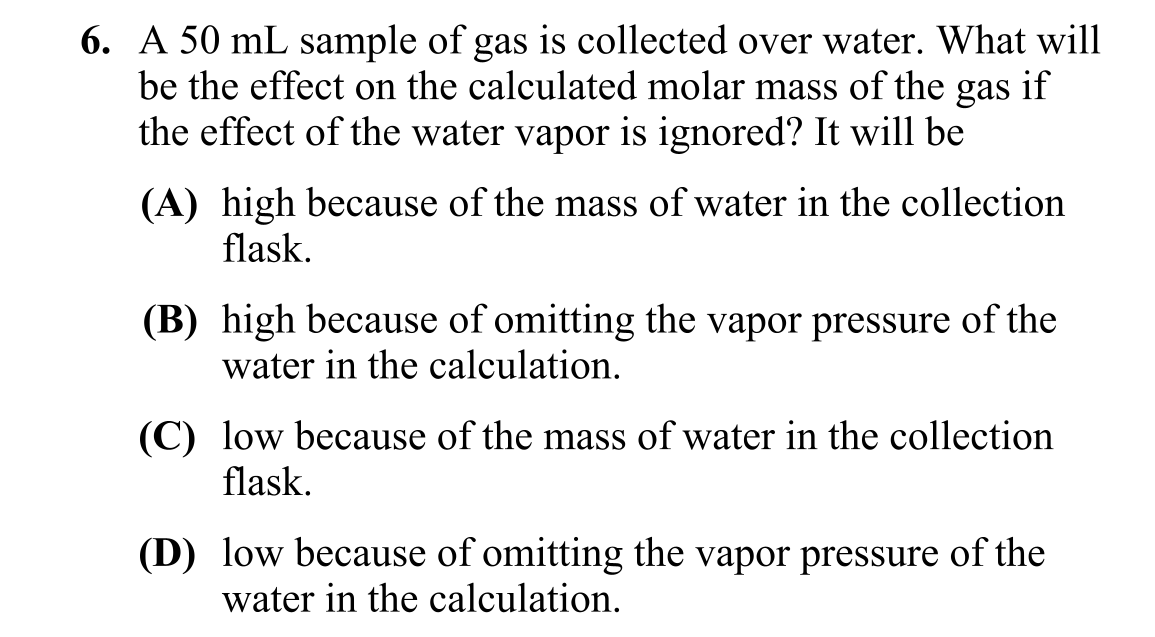 6. A 50 mL sample of gas is collected over water. What will
be the effect on the calculated molar mass of the gas if
the effect of the water vapor is ignored? It will be
(A) high because of the mass of water in the collection
flask.
(B) high because of omitting the vapor pressure of the
water in the calculation.
(C) low because of the mass of water in the collection
flask.
(D) low because of omitting the vapor pressure of the
water in the calculation.